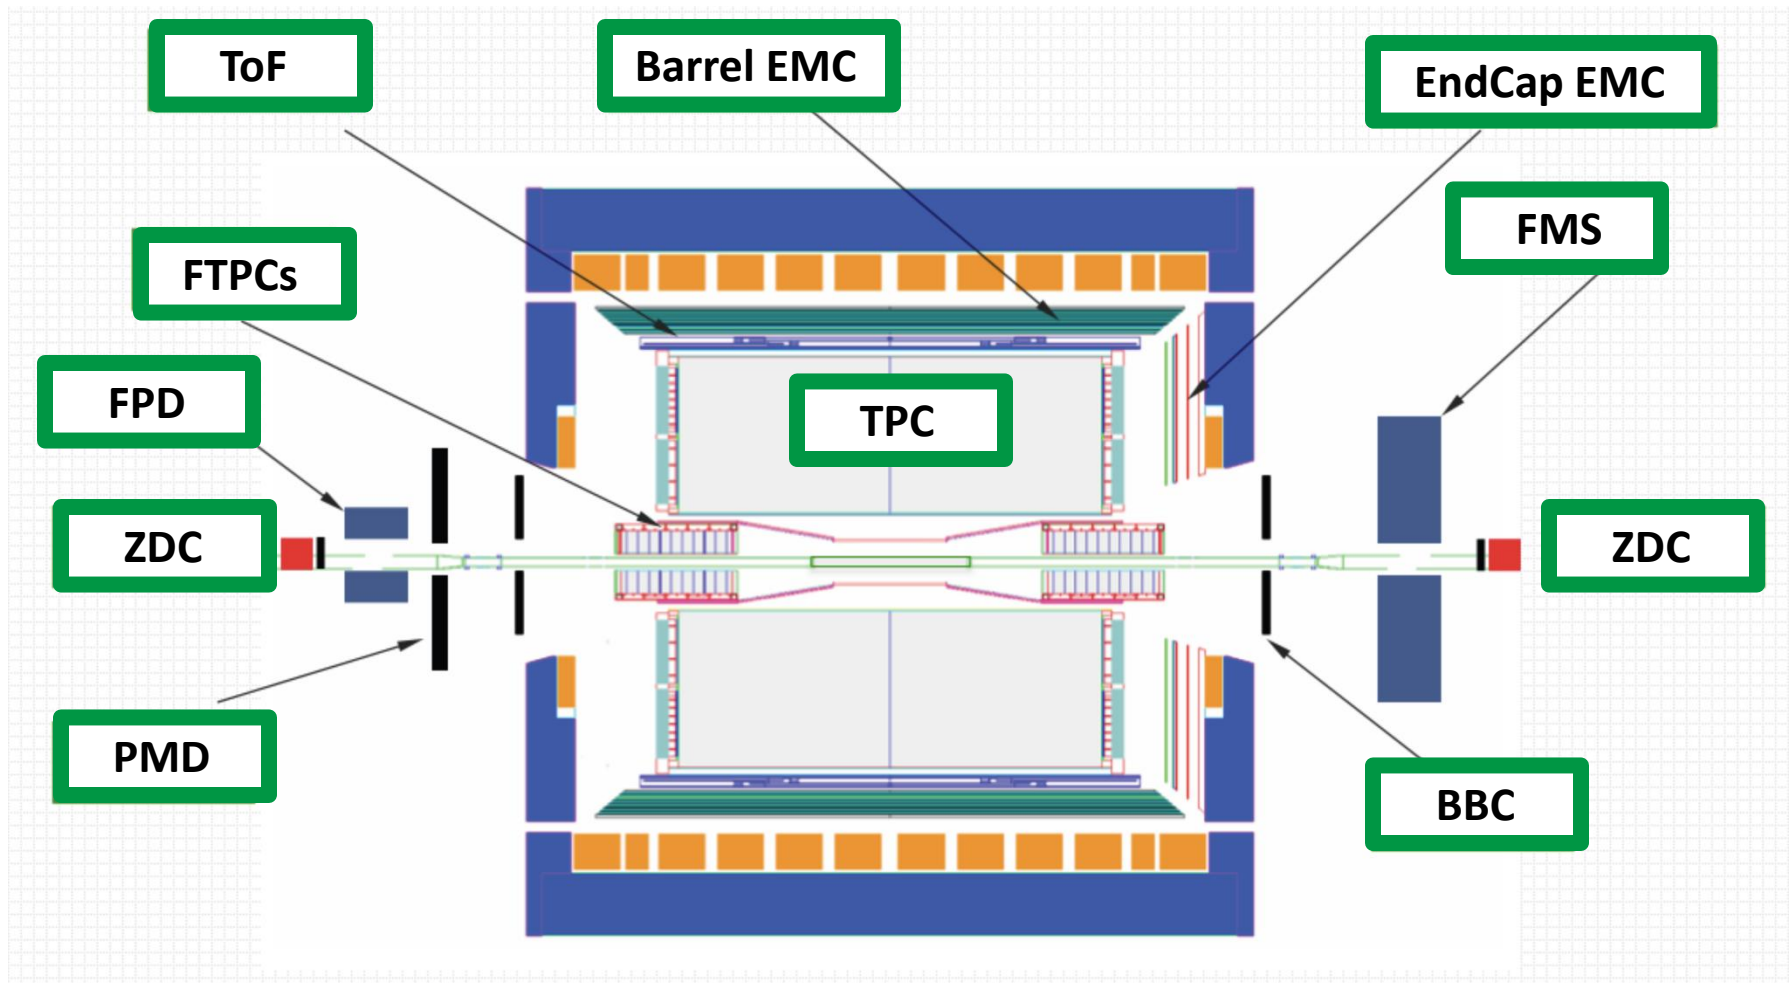 ToF
Barrel EMC
EndCap EMC
FMS
FTPCs
FPD
TPC
ZDC
ZDC
PMD
BBC